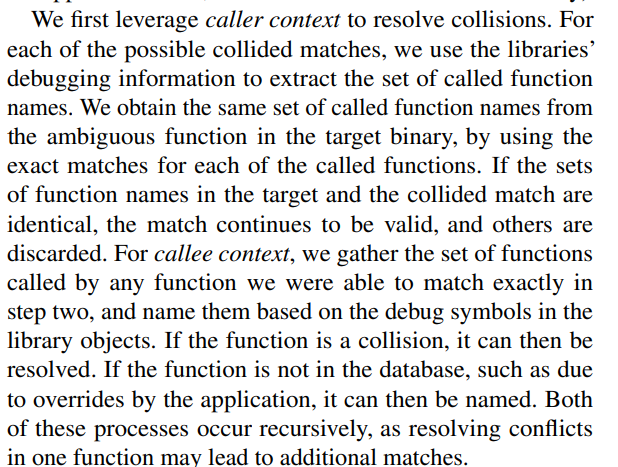 We first leverage caller context to resolve collisions. For
each of the possible collided matches, we use the libraries'
debugging information to extract the set of called function
names. We obtain the same set of called function names from
the ambiguous function in the target binary, by using the
exact matches for each of the called functions. If the sets
of function names in the target and the collided match are
identical, the match continues to be valid, and others are
discarded. For callee context, we gather the set of functions
called by any function we were able to match exactly in
step two, and name them based on the debug symbols in the
library objects. If the function is a collision, it can then be
resolved. If the function is not in the database, such as due
to overrides by the application, it can then be named. Both
of these processes occur recursively, as resolving conflicts
in one function may lead to additional matches.